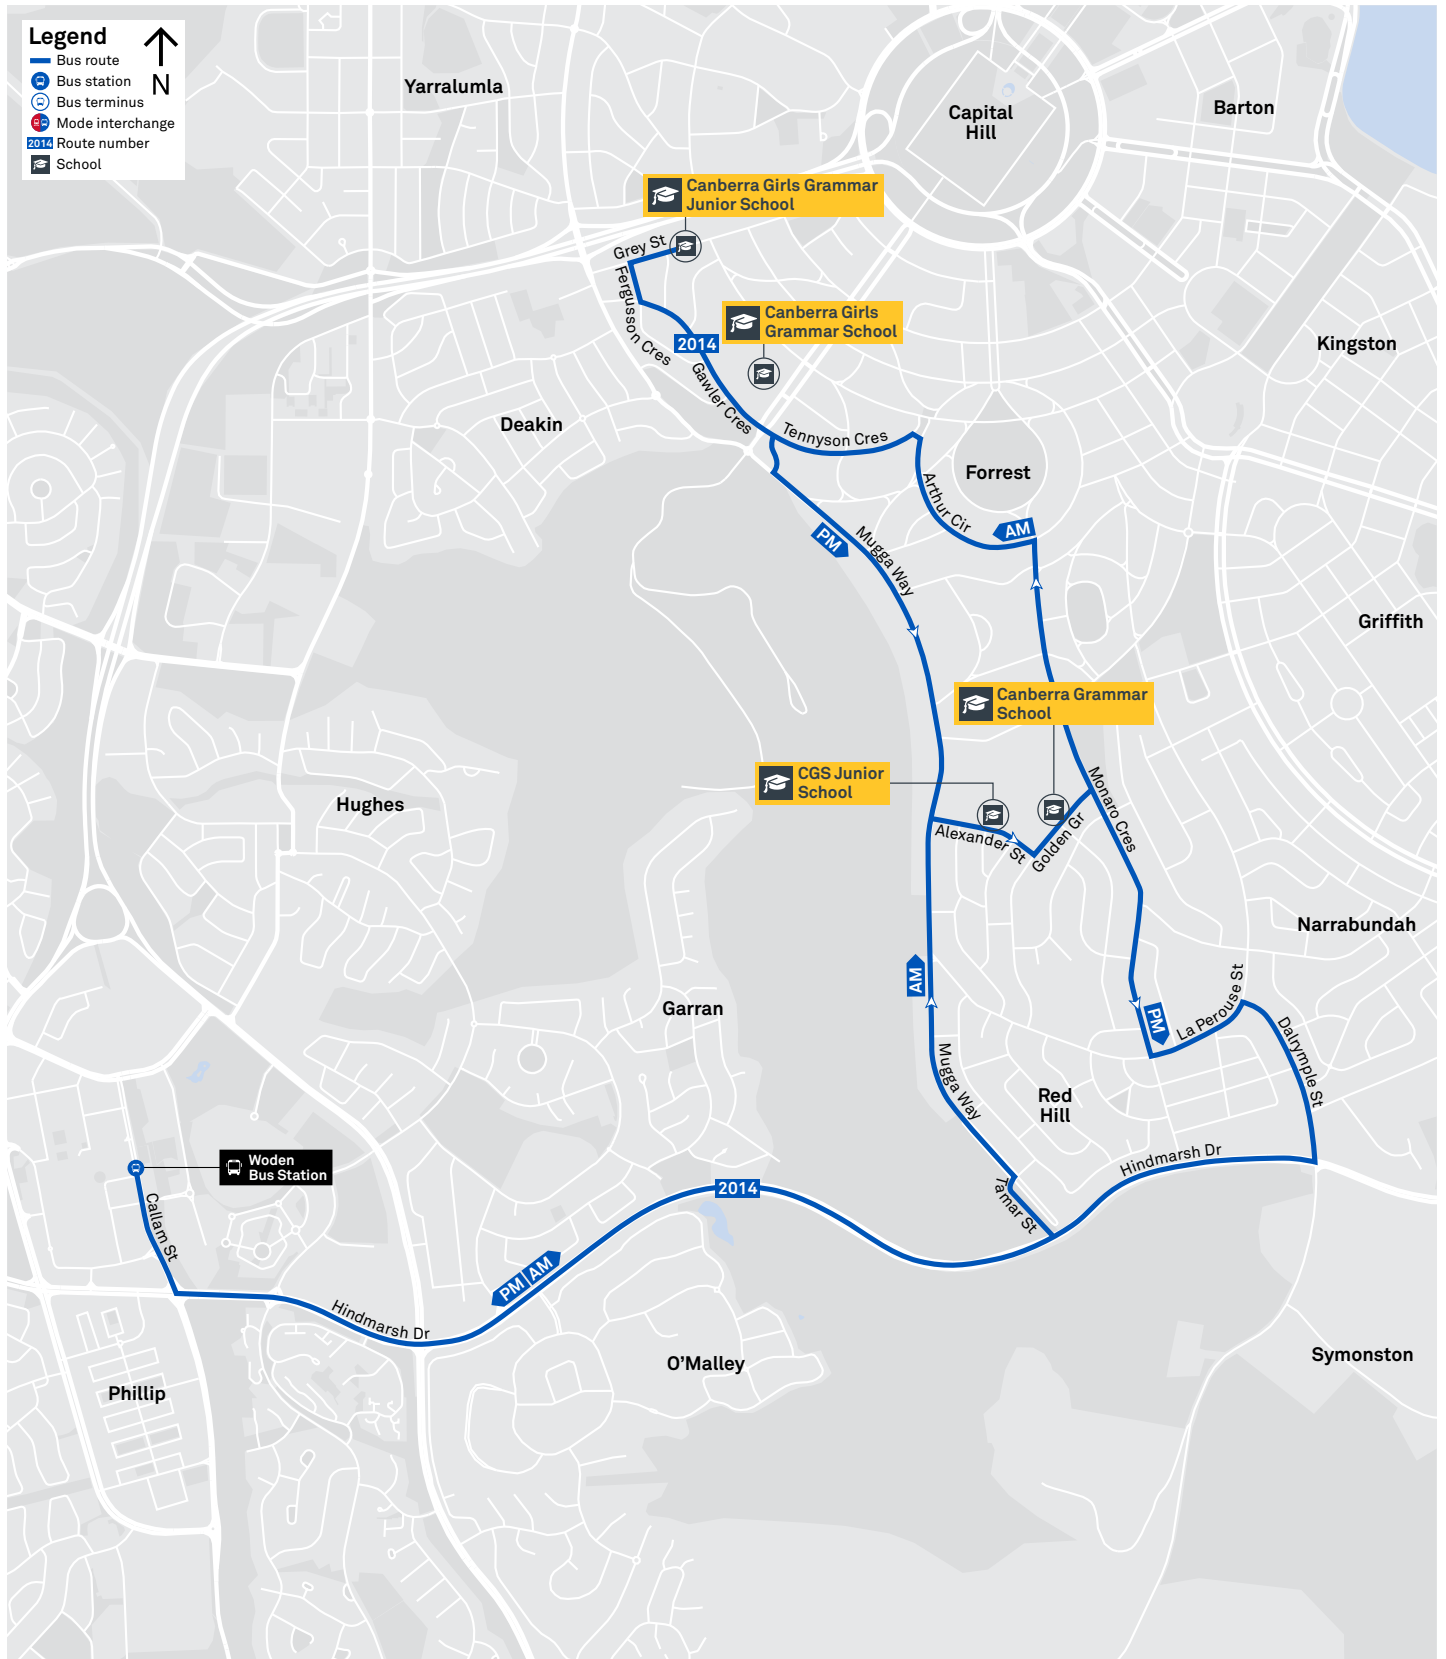 Legend
N
Bus route
Bus station
Bus terminus
Mode interchange
2014 Route number
School
Yarralumla
Capital
Hill
Barton
Canberra Girls Grammar
Junior School
Grey St
Fergusson Cres
Canberra Girls
Grammar School
2014
Gawler Cres
Kingston
Deakin
Tennyson Cres
Forrest
Arthur Cir
AM
PM
Mugga Way
Griffith
Canberra Grammar
School
CGS Junior
School
Hughes
Monaro Cres
Alexander St
Golden Gr
Narrabundah
AM
Garran
La Perouse St
PM
Dalrymple St
Mugga Way
Red
Hill
Woden
Bus Station
Hindmarsh Dr
2014
Tamar St
Callam St
PM AM
Hindmarsh Dr
O'Malley
Symonston
Phillip